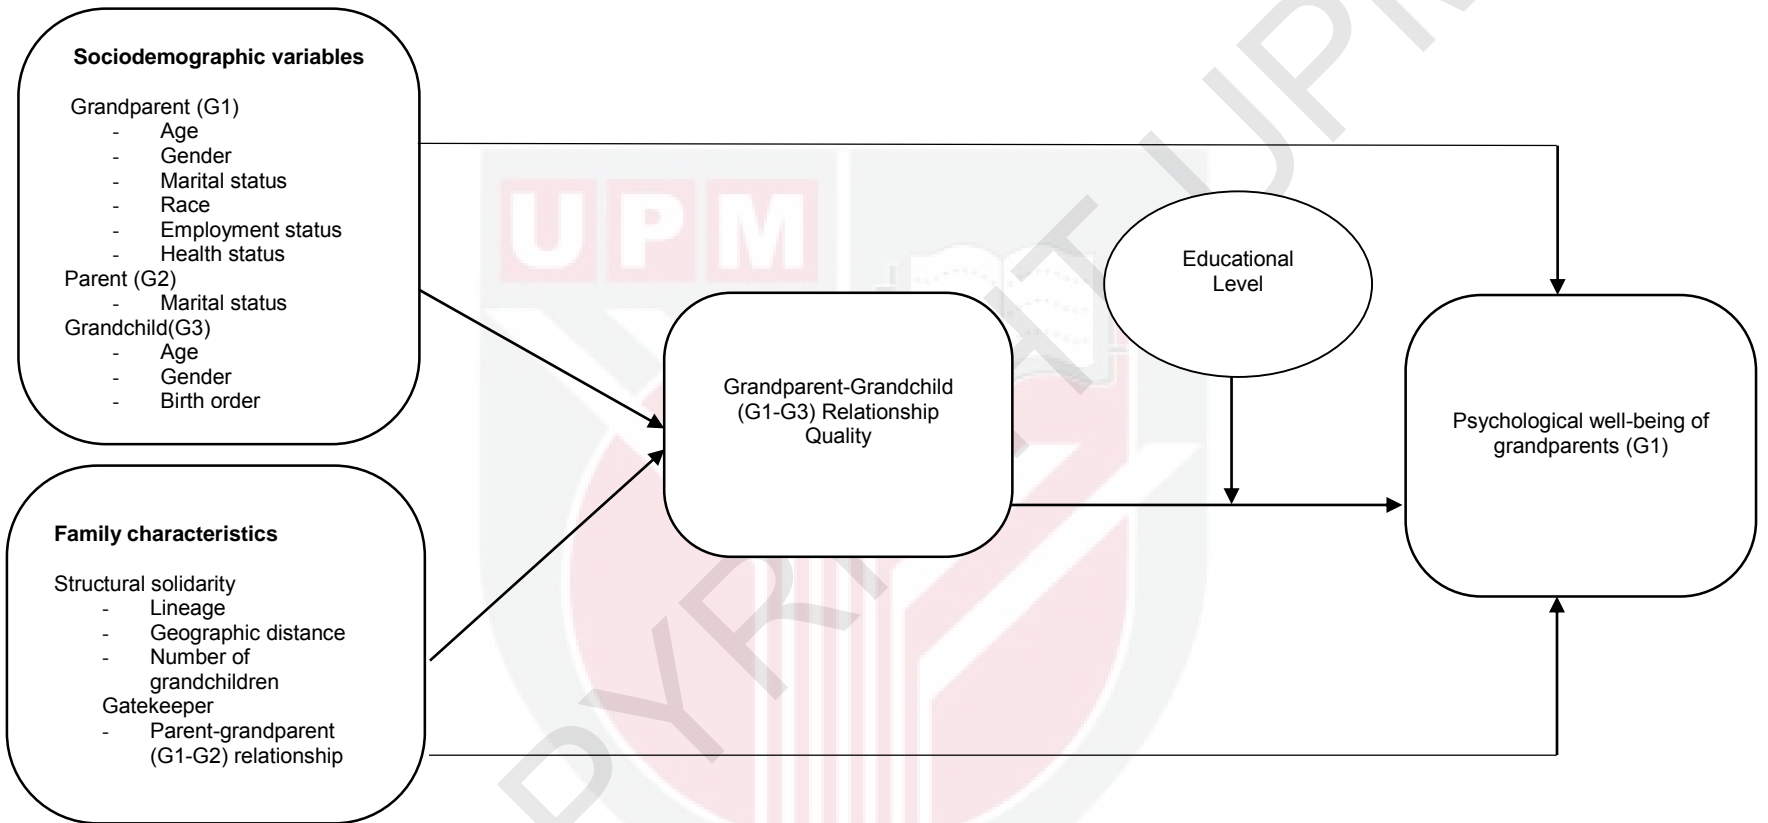 Sociodemographic variables
Grandparent (G1)
- Age
- Gender
- Marital status
- Race
- Employment status
- Health status
Parent (G2)
- Marital status
Grandchild(G3)
- Age
- Gender
- Birth order
Family characteristics
Structural solidarity
- Lineage
- Geographic distance
- Number of
grandchildren
Gatekeeper
- Parent-grandparent
(G1-G2) relationship
UPM
Grandparent-Grandchild
(G1-G3) Relationship
Quality
Educational
Level
Psychological well-being of
grandparents (G1)
UPM